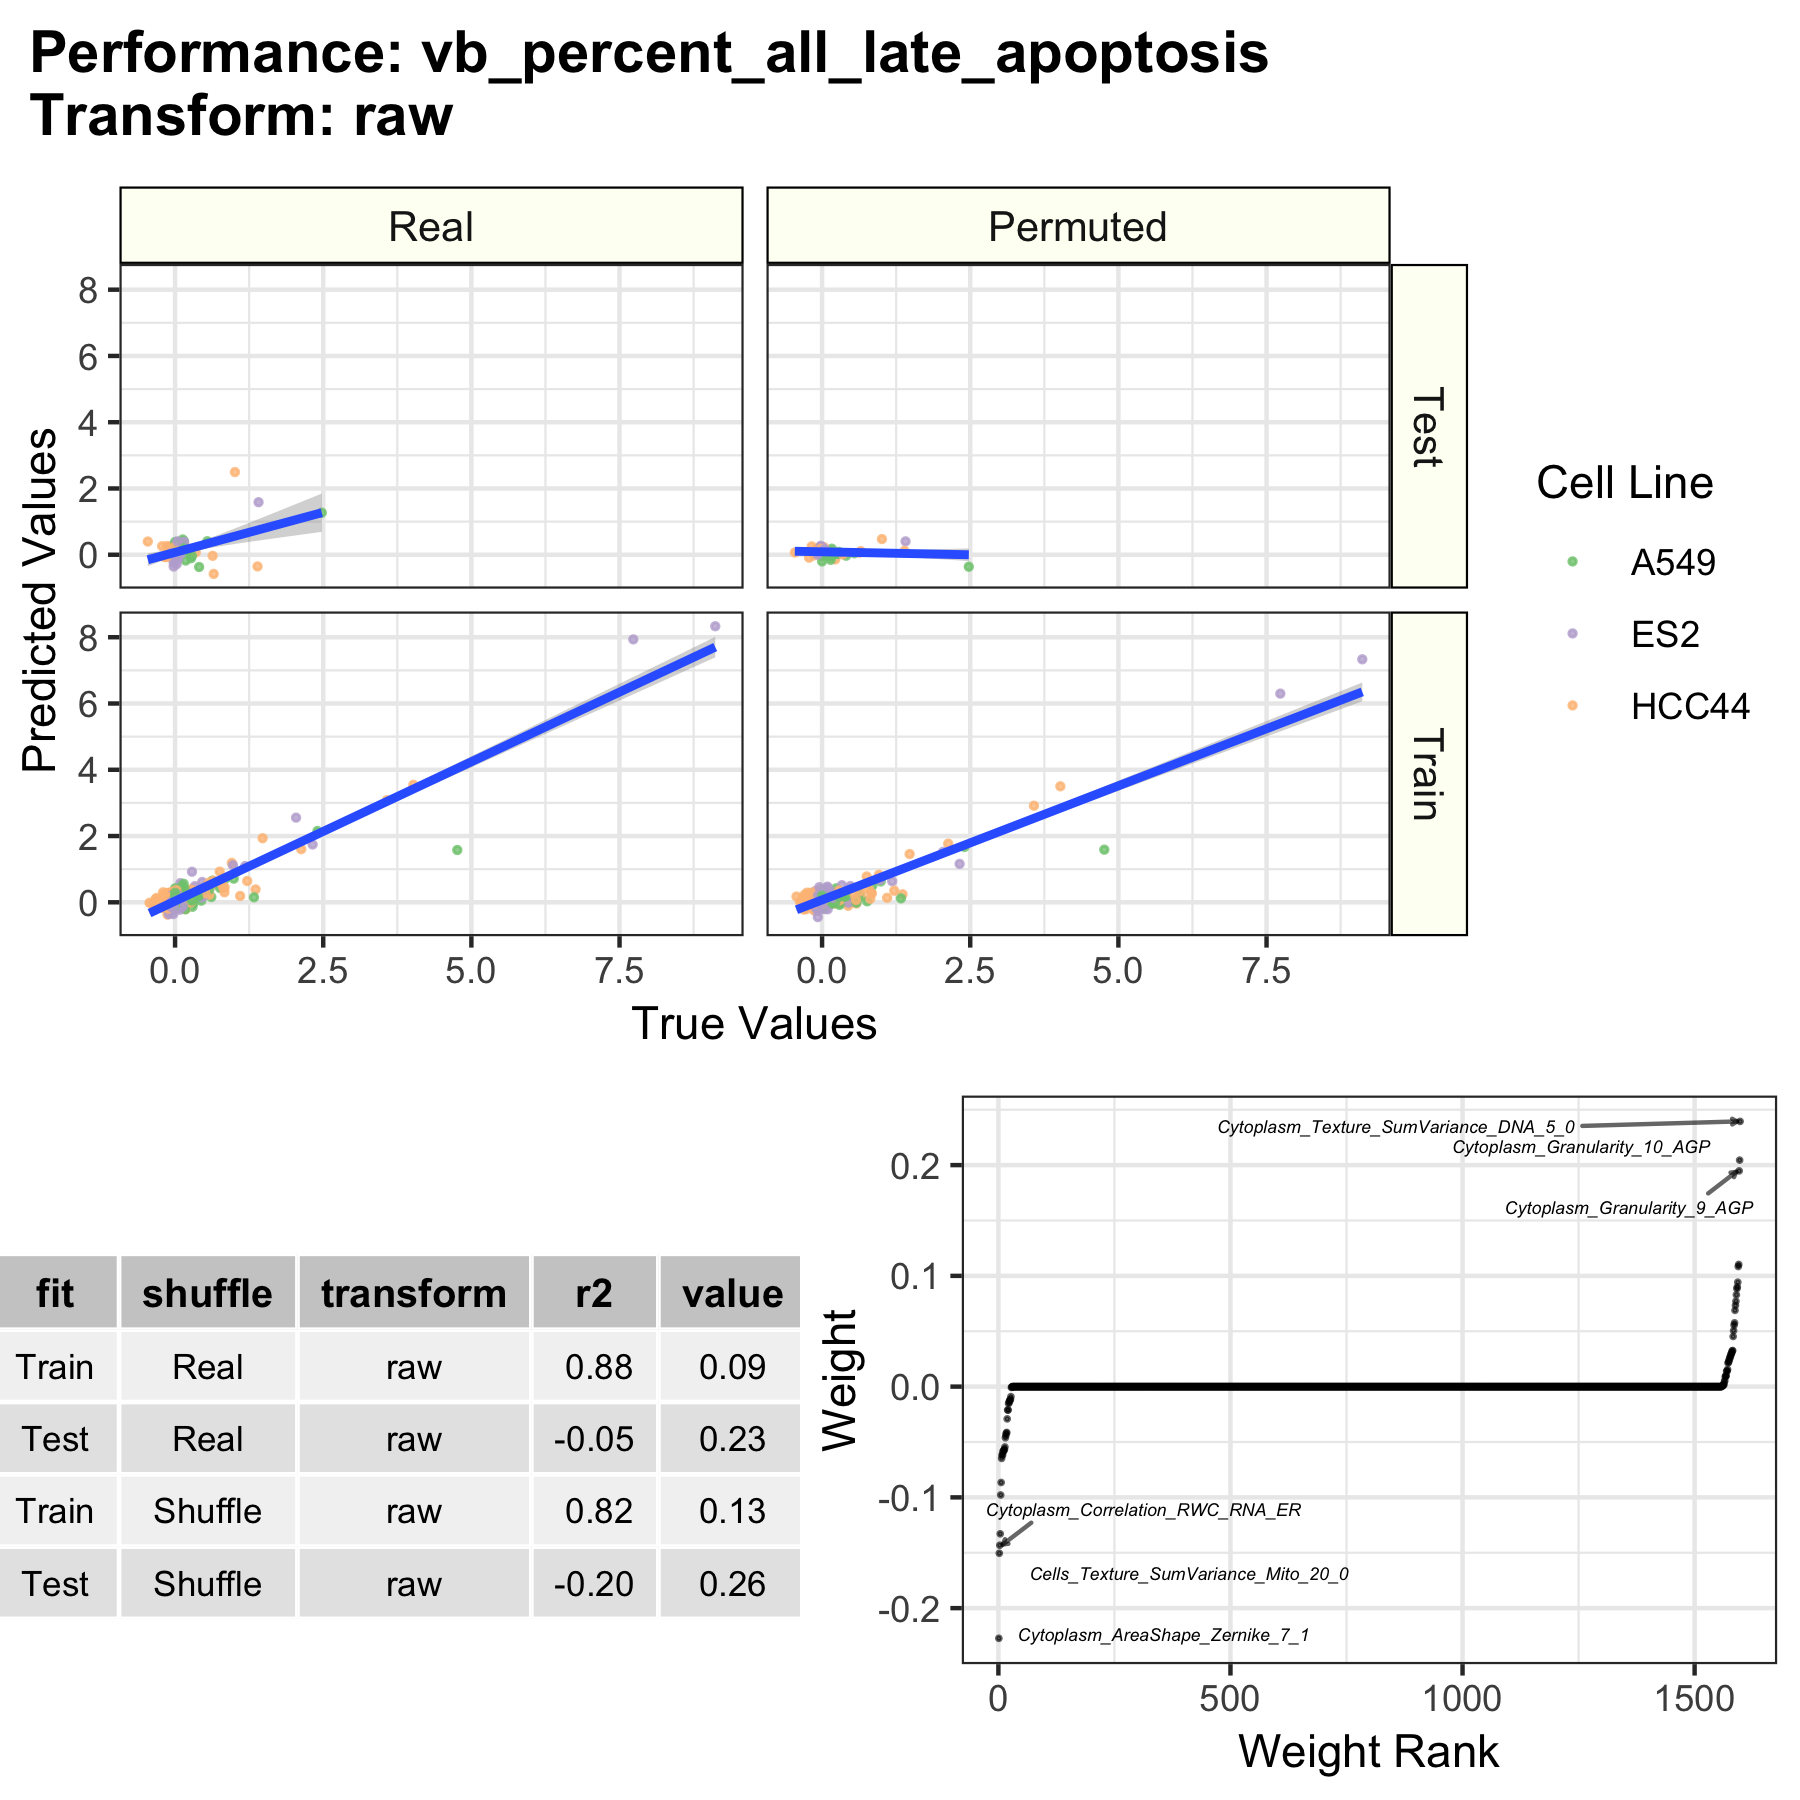 Performance: vb_percent_all_late_apoptosis
Transform: raw
Real
Permuted
8
6
4
2
0
Test
8
6
4
2
0
Train
Predicted Values
0.0
2.5
5.0
7.5
0.0
2.5
5.0
7.5
True Values
Cell Line
A549
ES2
HCC44
fit shuffle transform r2 value
Train Real raw 0.88 0.09
Test Real raw -0.05 0.23
Train Shuffle raw 0.82 0.13
Test Shuffle raw -0.20 0.26
Weight
0.2
0.1
0.0
-0.1
-0.2
Cytoplasm_Texture_SumVariance_DNA_5_0
Cytoplasm_Granularity_10_AGP
Cytoplasm_Granularity_9_AGP
Cytoplasm_Correlation_RWC_RNA_ER
Cells_Texture_SumVariance_Mito_20_0
Cytoplasm_AreaShape_Zernike_7_1
0
500
1000
1500
Weight Rank